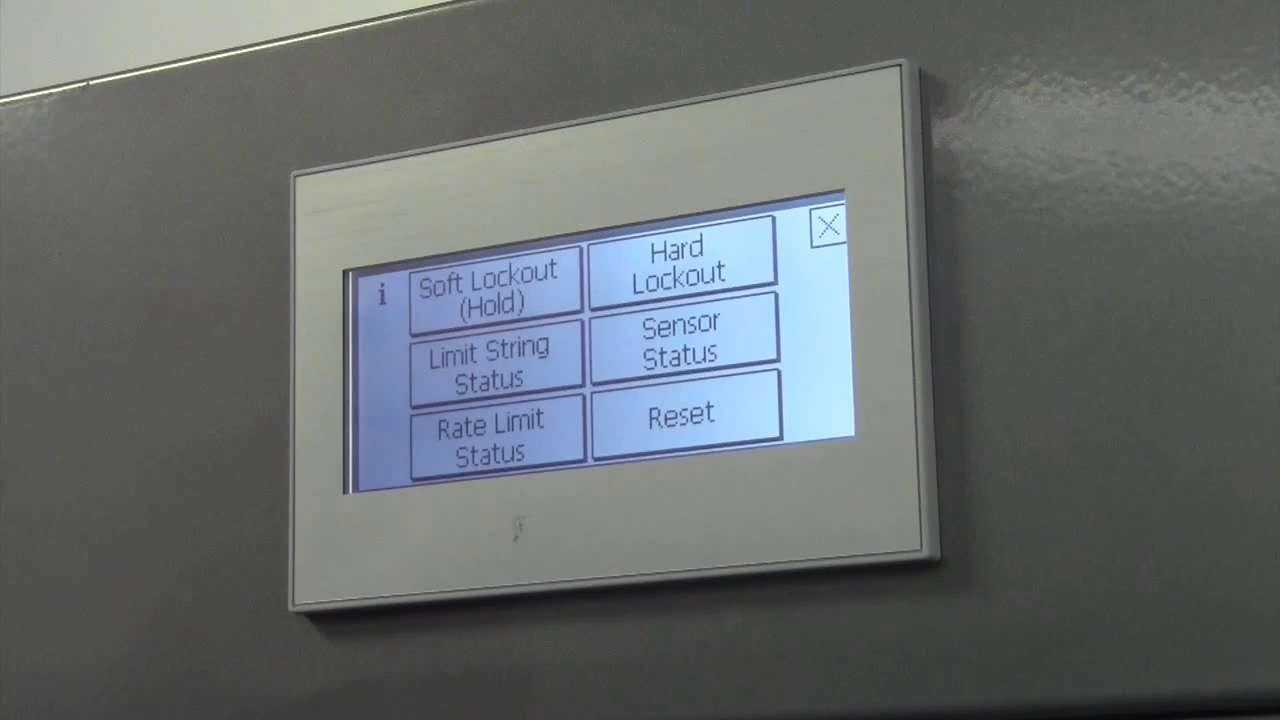 i
Soft Lockout
(Hold)
Hard
Lockout
Limit String
Status
Sensor
Status
Rate Limit
Status
Reset